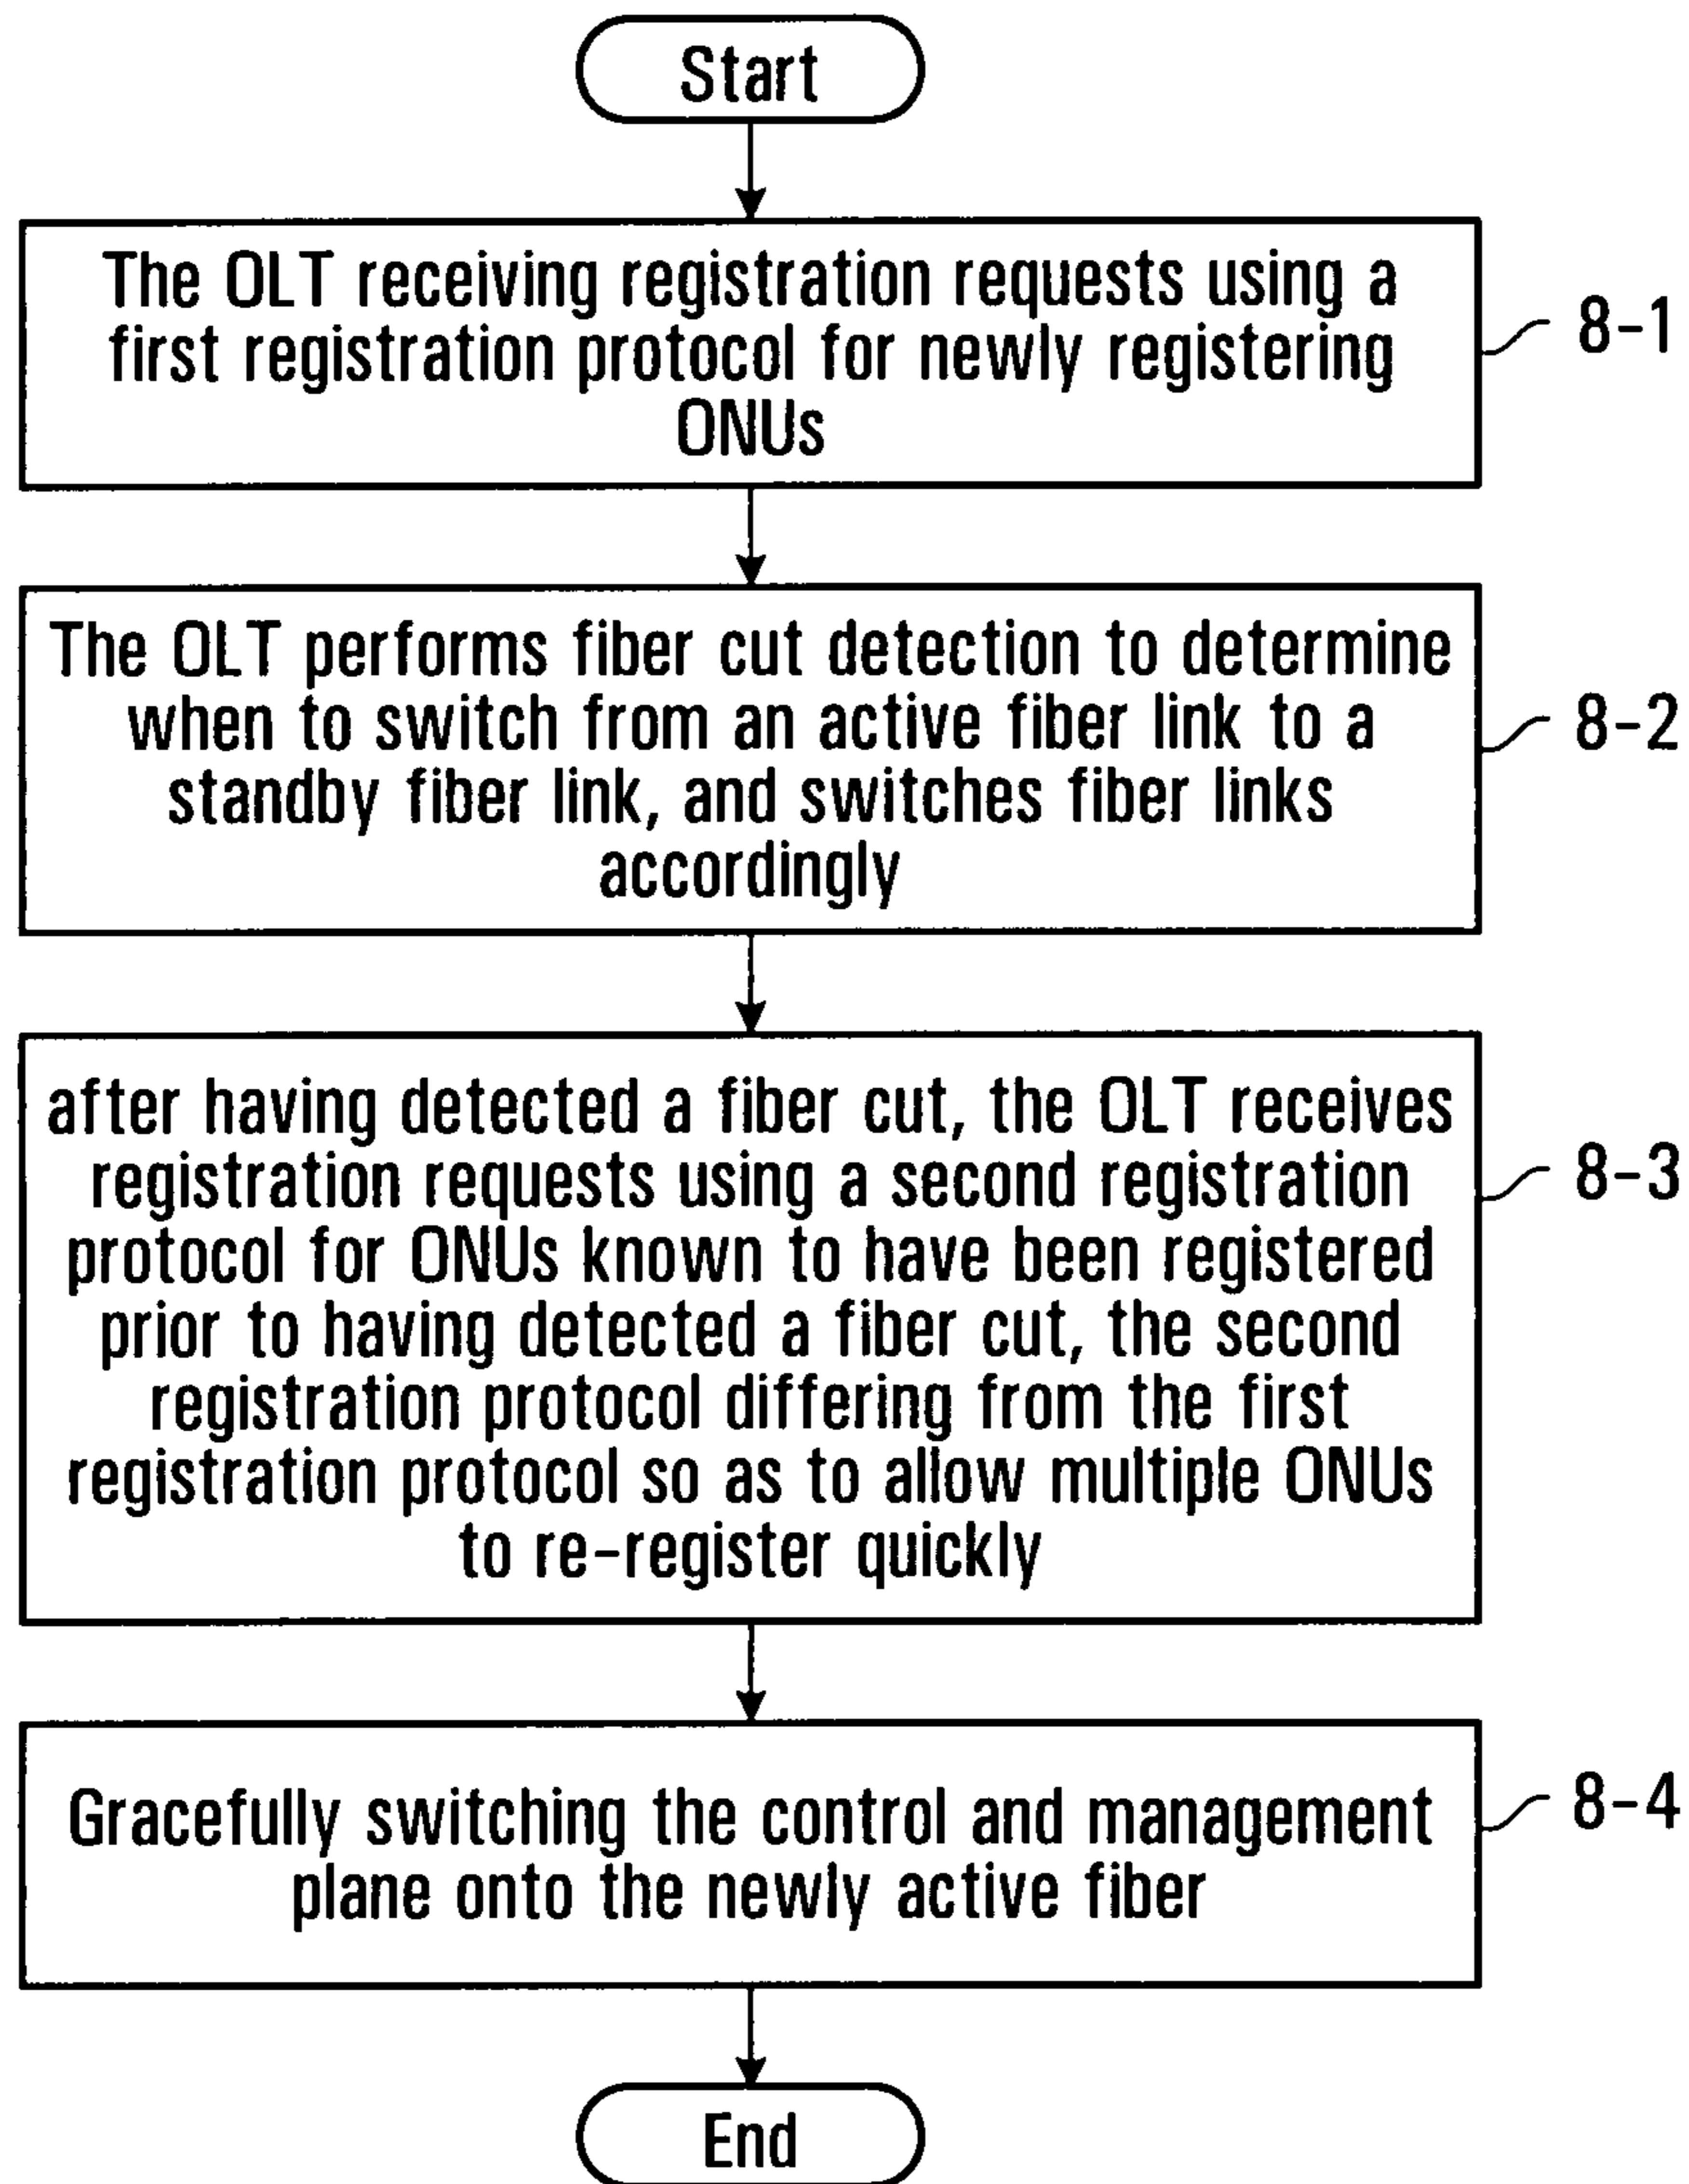 Start
The OLT receiving registration requests using a
first registration protocol for newly registering
ONUs
8-1
The OLT performs fiber cut detection to determine
when to switch from an active fiber link to a
standby fiber link, and switches fiber links
accordingly
8-2
after having detected a fiber cut, the OLT receives
registration requests using a second registration
protocol for ONUs known to have been registered
prior to having detected a fiber cut, the second
registration protocol differing from the first
registration protocol so as to allow multiple ONUs
to re-register quickly
8-3
Gracefully switching the control and management
plane onto the newly active fiber
8-4
End